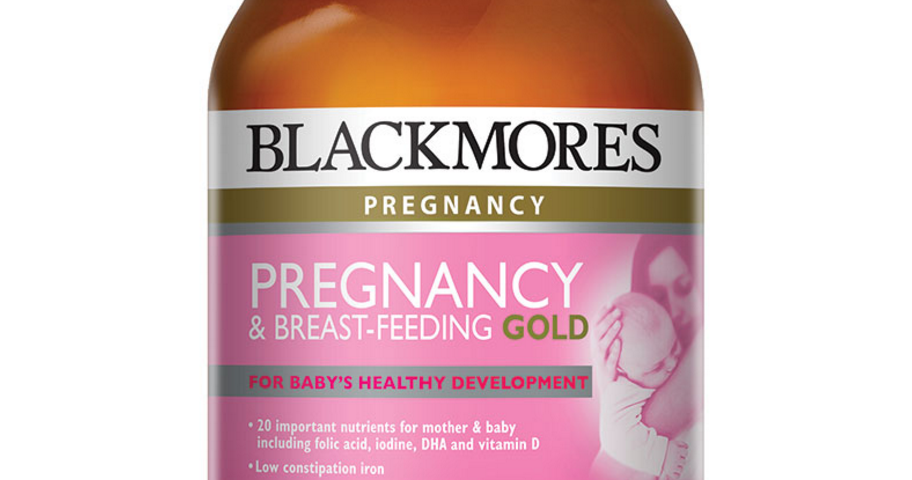 BLACKMORES
PREGNANCY
PREGNANCY
& BREAST-FEEDING GOLD
FOR BABY'S HEALTHY DEVELOPMENT
• 20 important nutrients for mother & baby
including folic acid, iodine, DHA and vitamin D
• Low constipation iron